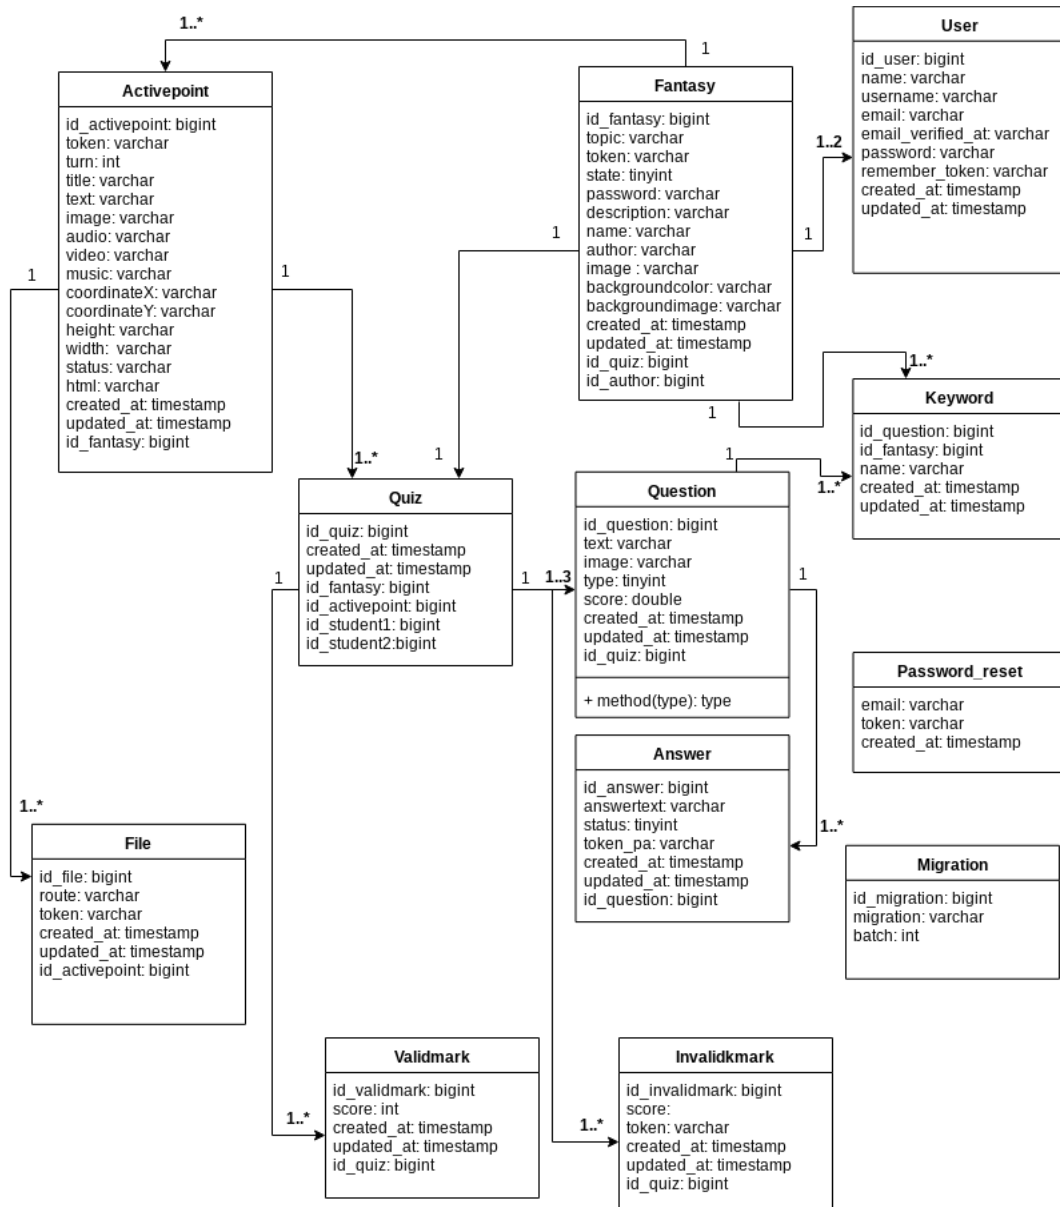 1..*
1
Activepoint
id_activepoint: bigint
token: varchar
turn: int
title: varchar
text: varchar
image: varchar
audio: varchar
video: varchar
music: varchar
coordinateX: varchar
coordinateY: varchar
height: varchar
width: varchar
status: varchar
html: varchar
created_at: timestamp
updated_at: timestamp
id_fantasy: bigint
1
1
Fantasy
id_fantasy: bigint
topic: varchar
token: varchar
state: tinyint
password: varchar
description: varchar
name: varchar
author: varchar
image : varchar
backgroundcolor: varchar
backgroundimage: varchar
created_at: timestamp
updated_at: timestamp
id_quiz: bigint
id_author: bigint
1
1
1..2
User
id_user: bigint
name: varchar
username: varchar
email: varchar
email_verified_at: varchar
password: varchar
remember_token: varchar
created_at: timestamp
updated_at: timestamp
1
1..*
Keyword
id_question: bigint
id_fantasy: bigint
name: varchar
created_at: timestamp
updated_at: timestamp
1..*
1
Quiz
id_quiz: bigint
created_at: timestamp
updated_at: timestamp
id_fantasy: bigint
id_activepoint: bigint
id_student1: bigint
id_student2:bigint
1
1
1..3
1
1..*
Question
id_question: bigint
text: varchar
image: varchar
type: tinyint
score: double
created_at: timestamp
updated_at: timestamp
id_quiz: bigint
+ method(type): type
1
Password_reset
email: varchar
token: varchar
created_at: timestamp
Answer
id_answer: bigint
answertext: varchar
status: tinyint
token_pa: varchar
created_at: timestamp
updated_at: timestamp
id_question: bigint
1..*
Migration
id_migration: bigint
migration: varchar
batch: int
1..*
File
id_file: bigint
route: varchar
token: varchar
created_at: timestamp
updated_at: timestamp
id_activepoint: bigint
1..*
Validmark
id_validmark: bigint
score: int
created_at: timestamp
updated_at: timestamp
id_quiz: bigint
1..*
Invalidkmark
id_invalidmark: bigint
score:
token: varchar
created_at: timestamp
updated_at: timestamp
id_quiz: bigint